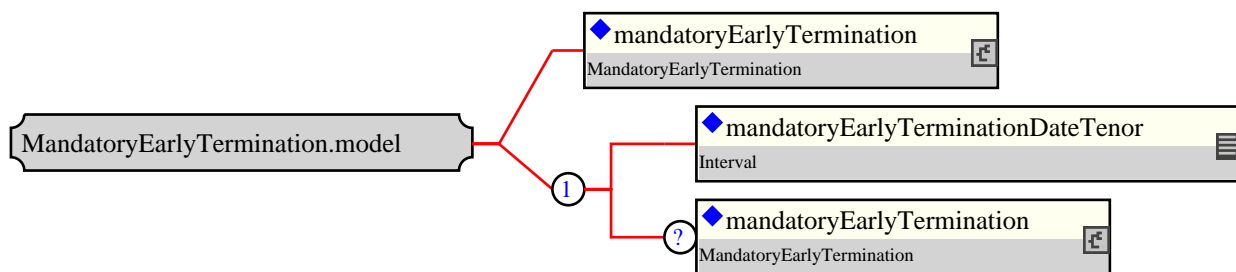 mandatoryEarlyTermination
MandatoryEarlyTermination
MandatoryEarlyTermination.model
mandatoryEarlyTerminationDateTenor
Interval
1
mandatoryEarlyTermination
?
MandatoryEarlyTermination